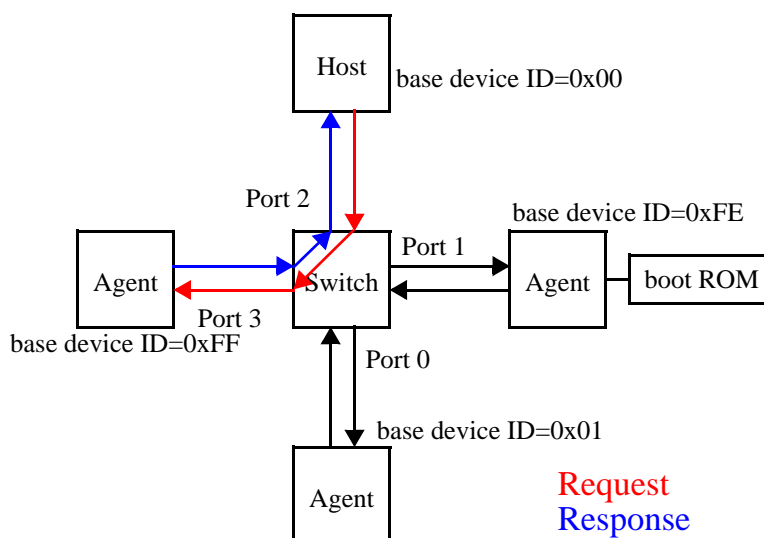 Host
base device ID=0x00
Port 2
base device ID=0xFE
Port 1
Agent
Switch
Agent
boot ROM
Port 3
base device ID=0xFF
Port 0
base device ID=0x01
Agent
Request
Response